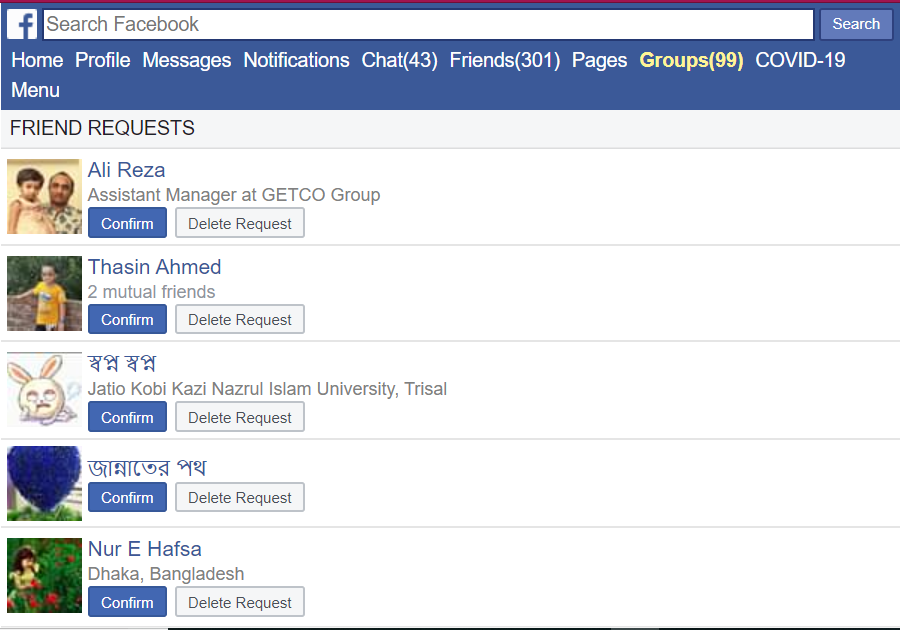 Search Facebook Search
Home Profile Messages Notifications Chat(43) Friends(301) Pages Groups(99) COVID-19
Menu
FRIEND REQUESTS
Ali Reza
Assistant Manager at GETCO Group
Confirm Delete Request
Thasin Ahmed
2 mutual friends
Confirm Delete Request
স্বপ্ন স্বপ্ন
Jatio Kobi Kazi Nazrul Islam University, Trisal
Confirm Delete Request
জান্নাতের পথ
Confirm Delete Request
Nur E Hafsa
Dhaka, Bangladesh
Confirm Delete Request